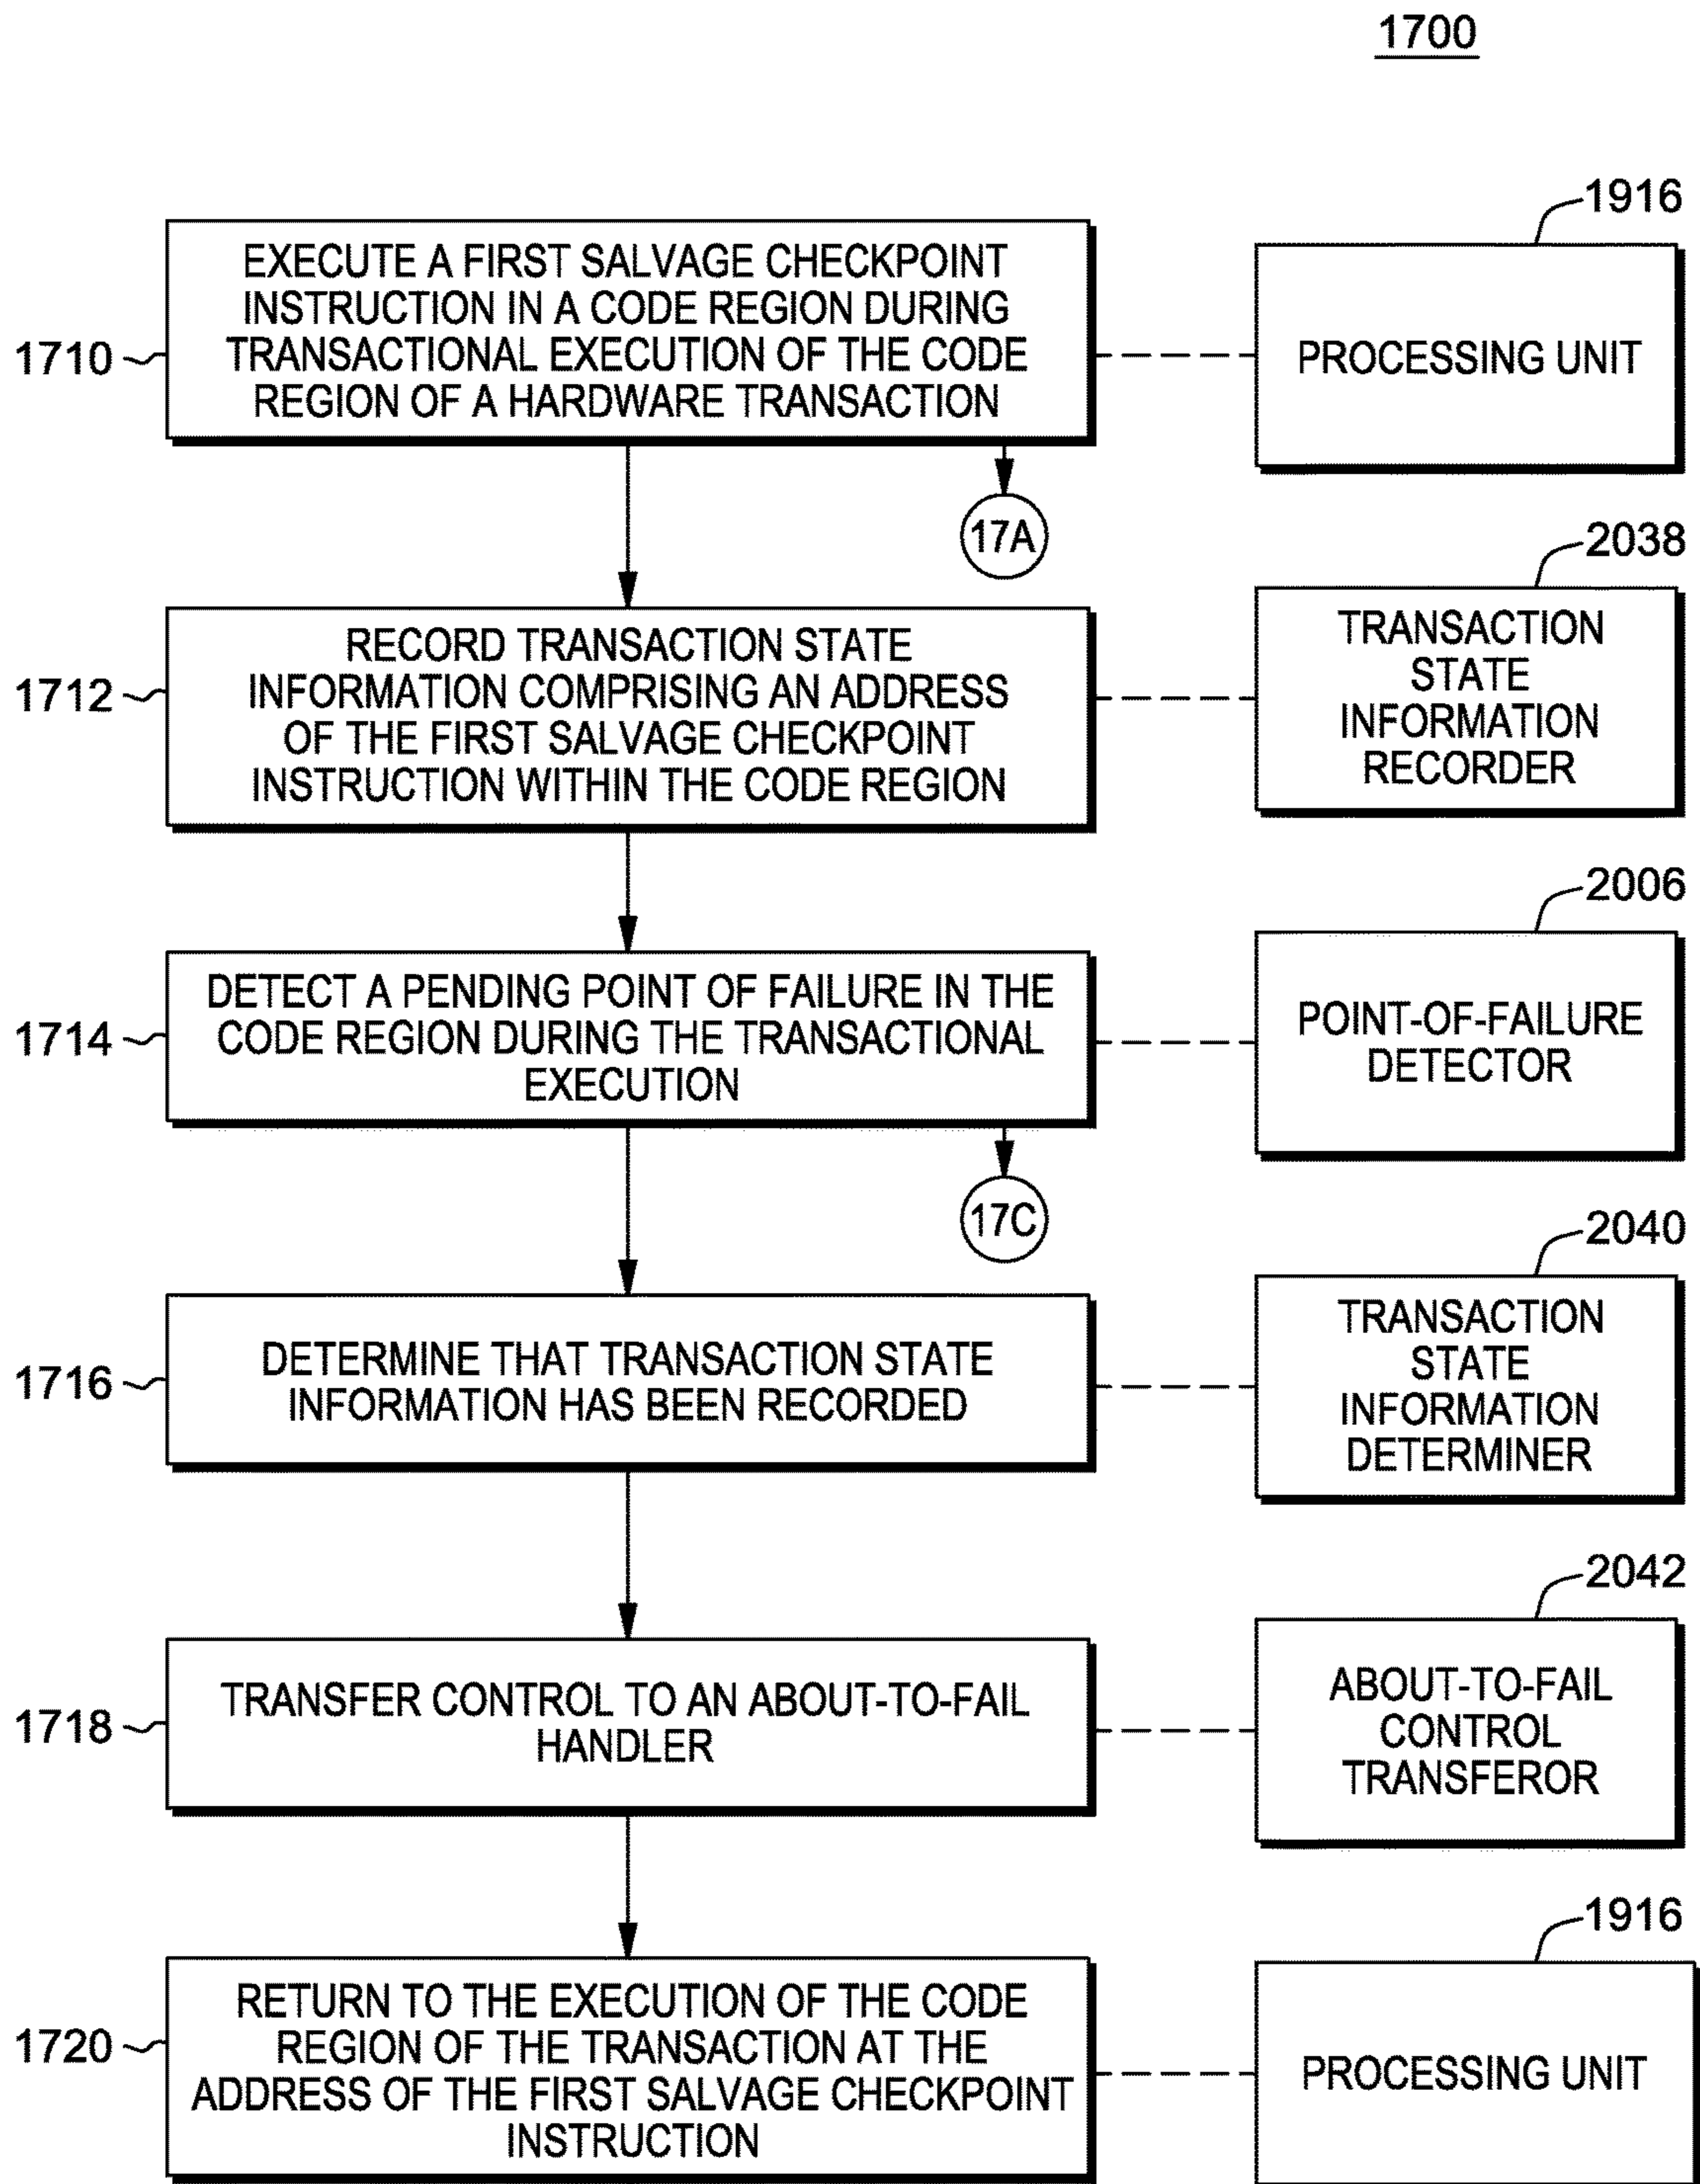 1700
1710
EXECUTE A FIRST SALVAGE CHECKPOINT
INSTRUCTION IN A CODE REGION DURING
TRANSACTIONAL EXECUTION OF THE CODE
REGION OF A HARDWARE TRANSACTION
1916
PROCESSING UNIT
17A
1712
RECORD TRANSACTION STATE
INFORMATION COMPRISING AN ADDRESS
OF THE FIRST SALVAGE CHECKPOINT
INSTRUCTION WITHIN THE CODE REGION
2038
TRANSACTION
STATE
INFORMATION
RECORDER
1714
DETECT A PENDING POINT OF FAILURE IN THE
CODE REGION DURING THE TRANSACTIONAL
EXECUTION
2006
POINT-OF-FAILURE
DETECTOR
17C
1716
DETERMINE THAT TRANSACTION STATE
INFORMATION HAS BEEN RECORDED
2040
TRANSACTION
STATE
INFORMATION
DETERMINER
1718
TRANSFER CONTROL TO AN ABOUT-TO-FAIL
HANDLER
2042
ABOUT-TO-FAIL
CONTROL
TRANSFEROR
1720
RETURN TO THE EXECUTION OF THE CODE
REGION OF THE TRANSACTION AT THE
ADDRESS OF THE FIRST SALVAGE CHECKPOINT
INSTRUCTION
1916
PROCESSING UNIT